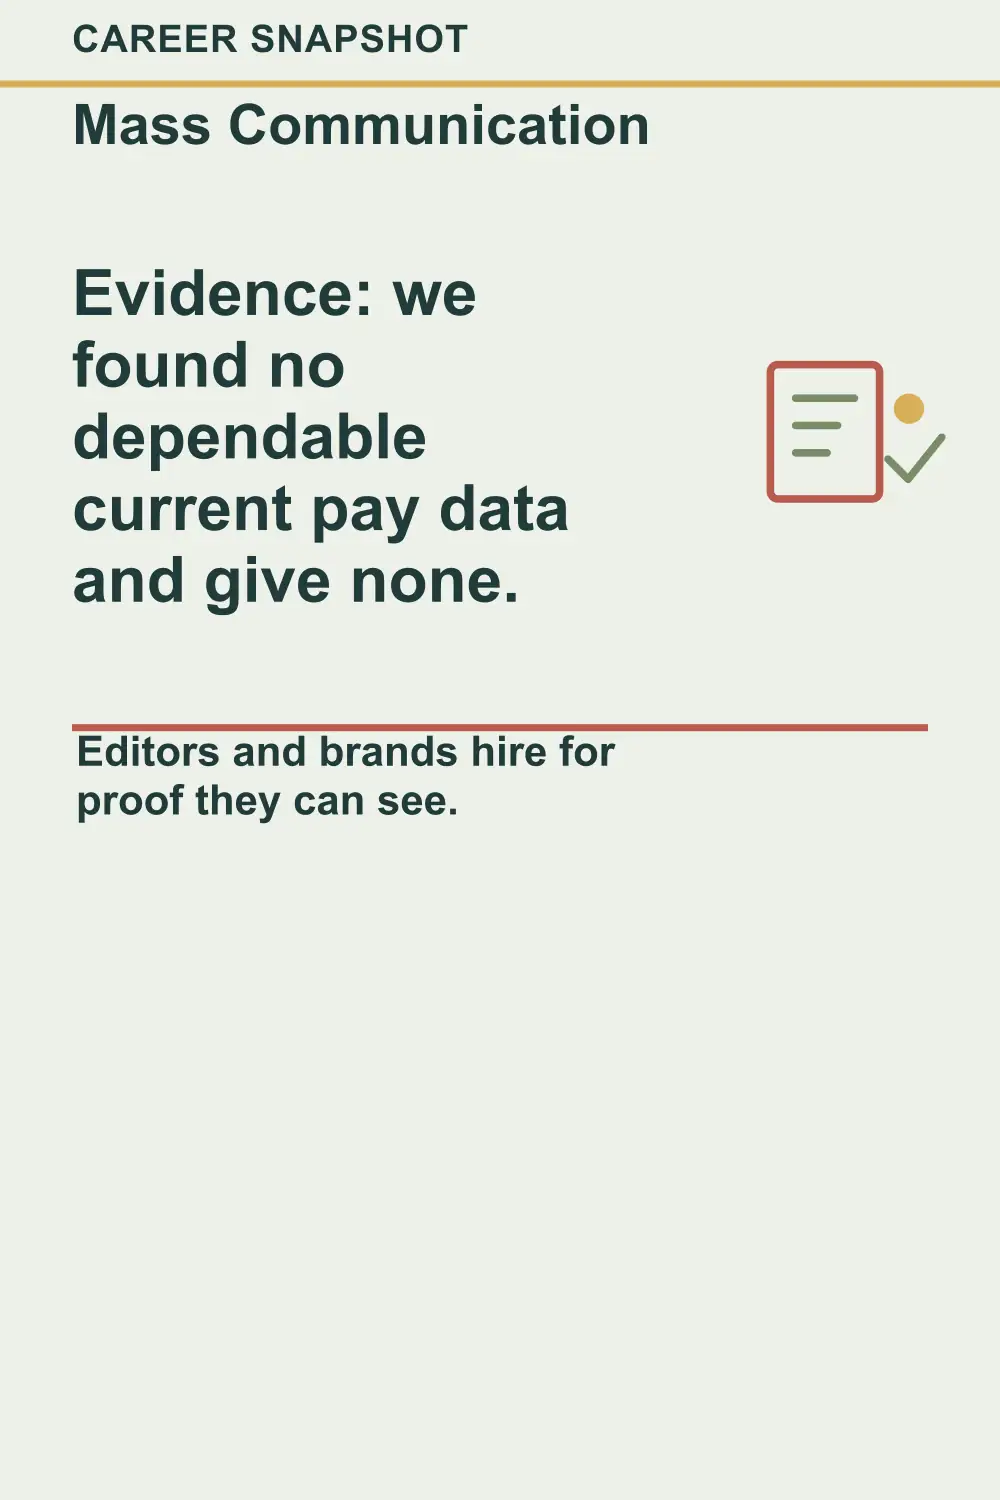 CAREER SNAPSHOT
Mass Communication
Evidence: we
found no
dependable
current pay data
and give none.
Editors and brands hire for
proof they can see.